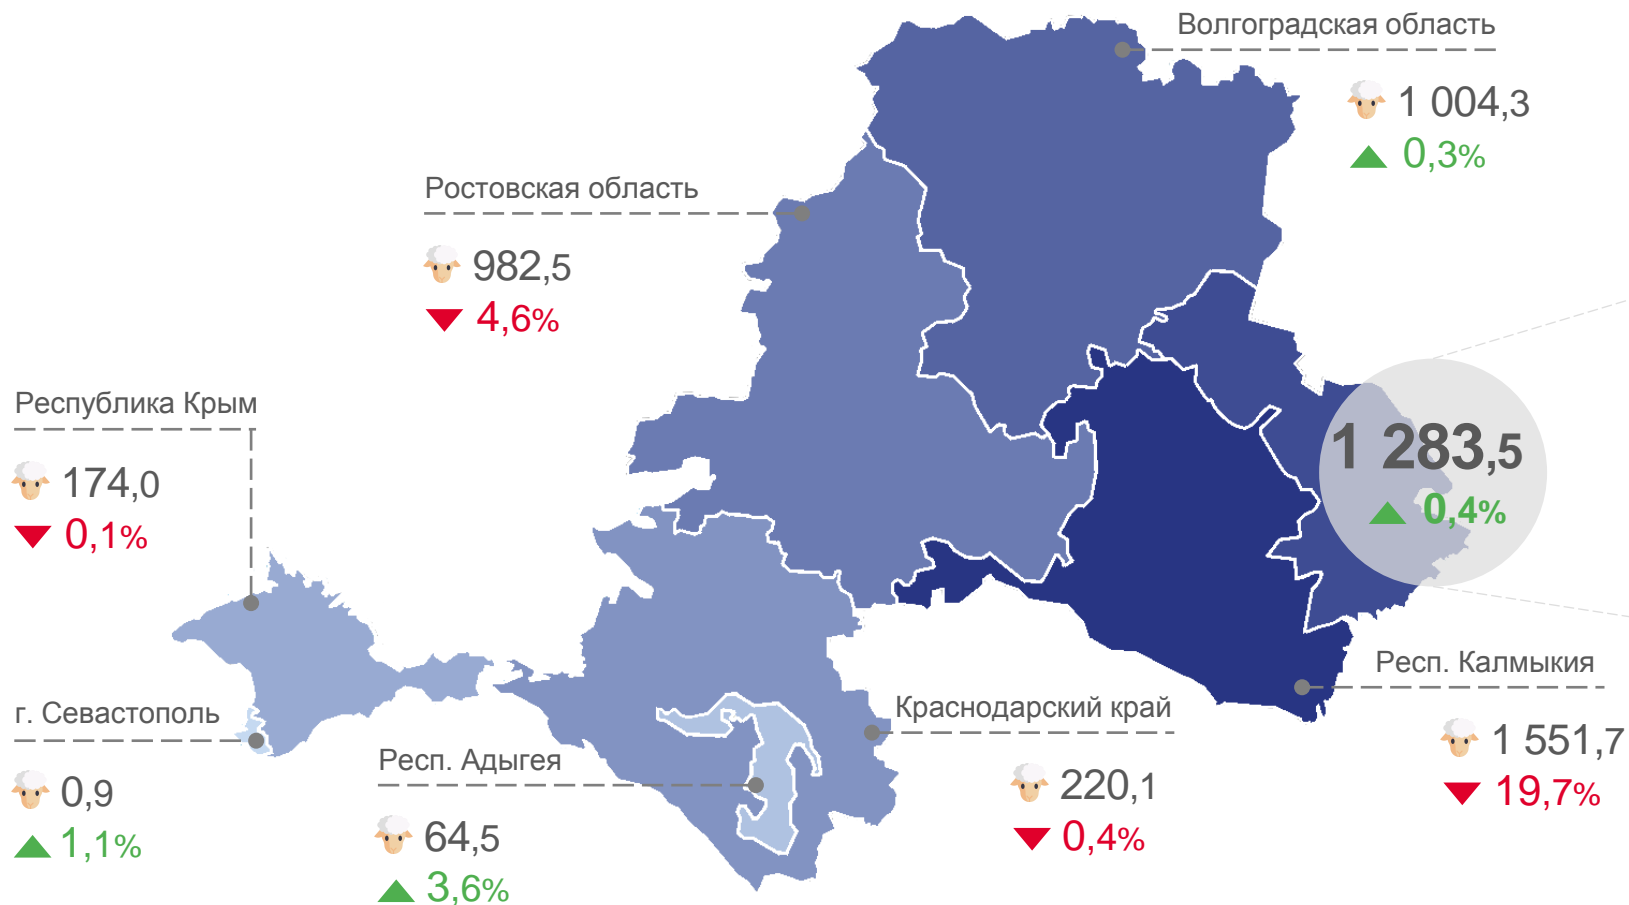 Волгоградская область
1 004,3
0,3%
Ростовская область
982,5
4,6%
Республика Крым
174,0
0,1%
1 283,5
0,4%
Респ. Калмыкия
1 551,7
19,7%
г. Севастополь
0,9
1,1%
Респ. Адыгея
64,5
3,6%
Краснодарский край
220,1
0,4%